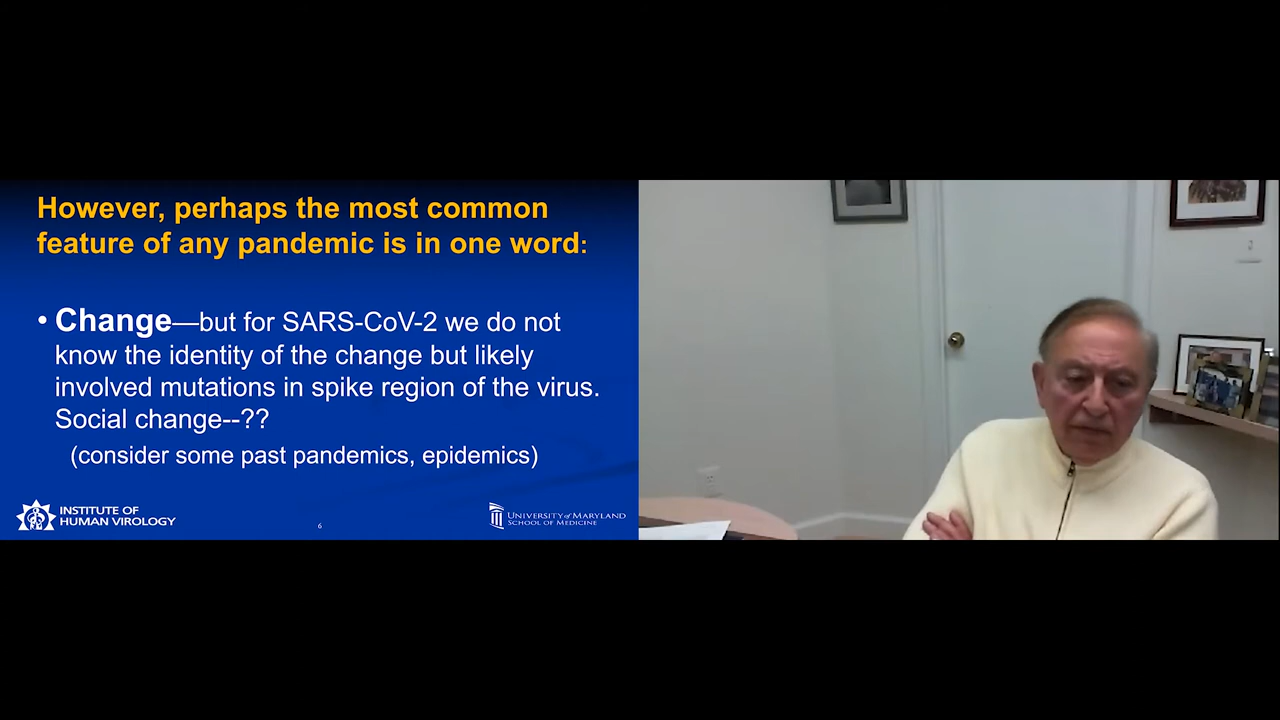 However, perhaps the most common
feature of any pandemic is in one word:
• Change—but for SARS-CoV-2 we do not
know the identity of the change but likely
involved mutations in spike region of the virus.
Social change--??
(consider some past pandemics, epidemics)
INSTITUTE OF
HUMAN VIROLOGY
6
UNIVERSITY of MARYLAND
SCHOOL OF MEDICINE